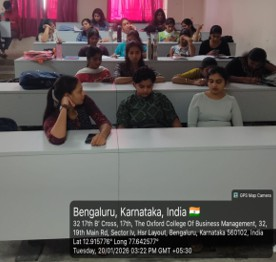 GPS Map Camera
Bengaluru, Karnataka, India 🇮🇳
32 17th B' Cross, 17th, The Oxford College Of Business Management, 32,
19th Main Rd, Sector Iv, Hsr Layout, Bengaluru, Karnataka 560102, India
Lat 12.915776° Long 77.642577°
Tuesday, 20/01/2026 03:22 PM GMT +05:30